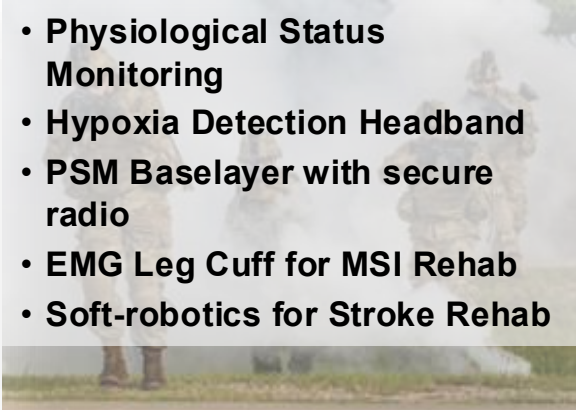 • Physiological Status
Monitoring
• Hypoxia Detection Headband
• PSM Baselayer with secure
radio
• EMG Leg Cuff for MSI Rehab
• Soft-robotics for Stroke Rehab